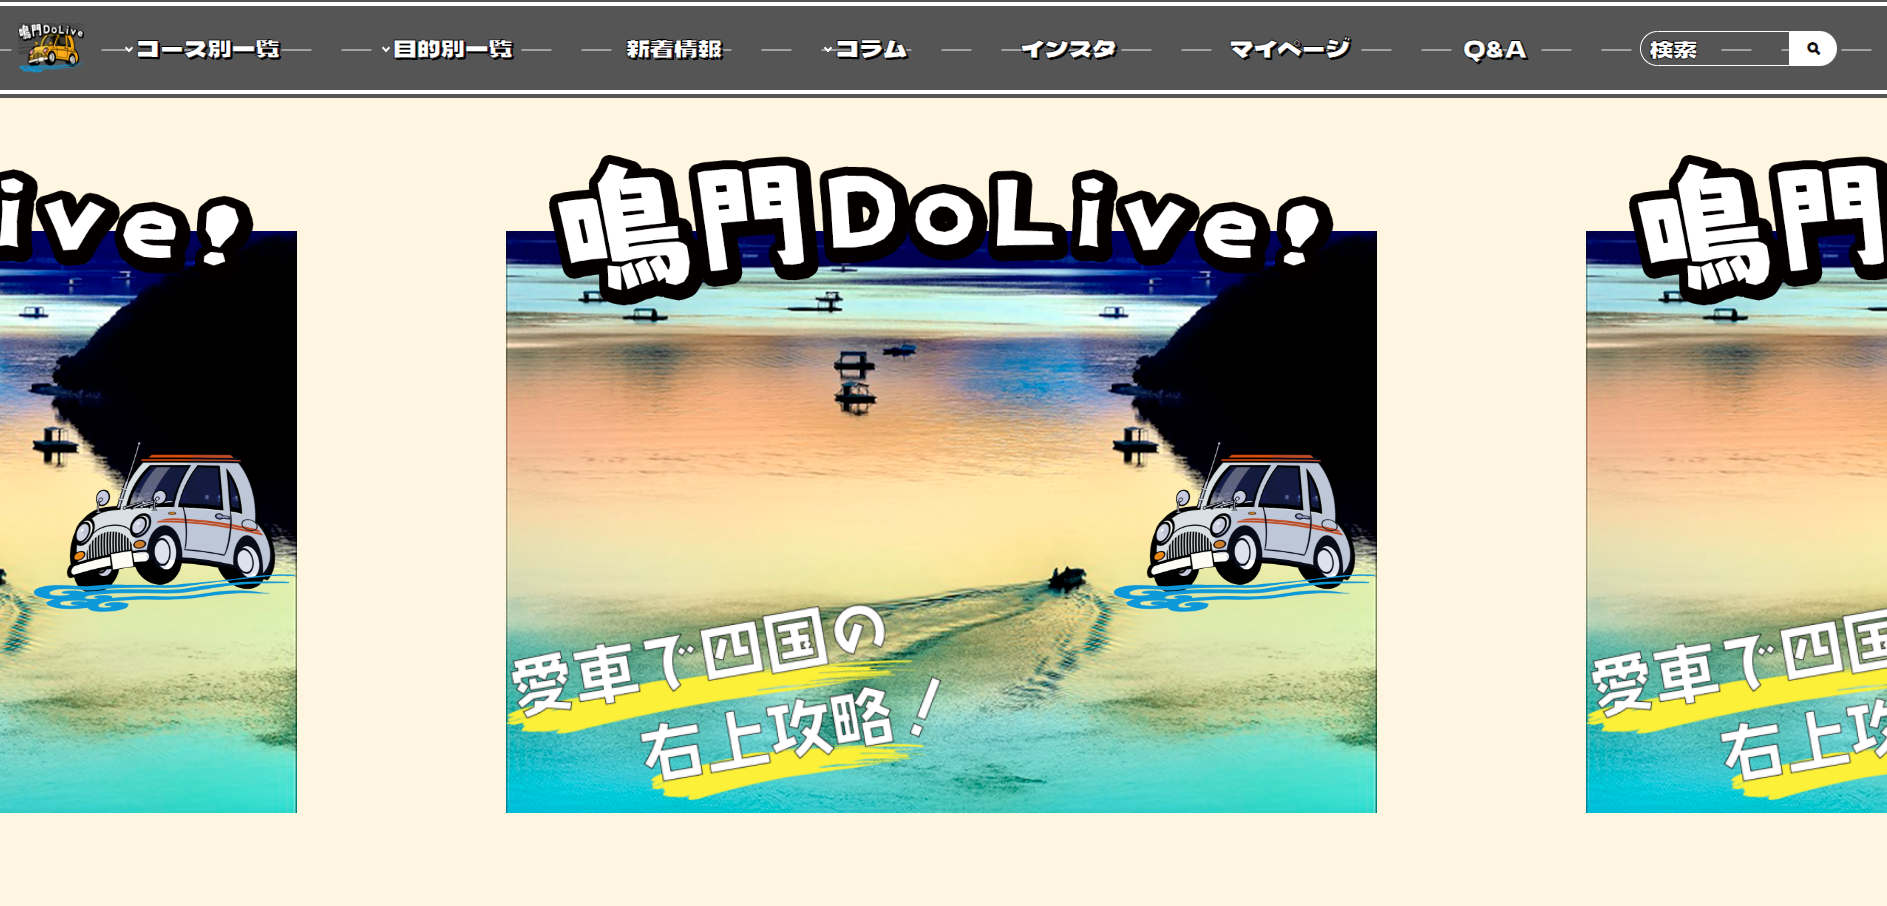 鳴門DoLive
コース別一覧
目的別一覧
新着情報
コラム
インスタ
マイページ
Q&A
検索
ive!
鳴門DoLive!
鳴門
愛車で四国の
右上攻略!
愛車で四国
右上攻